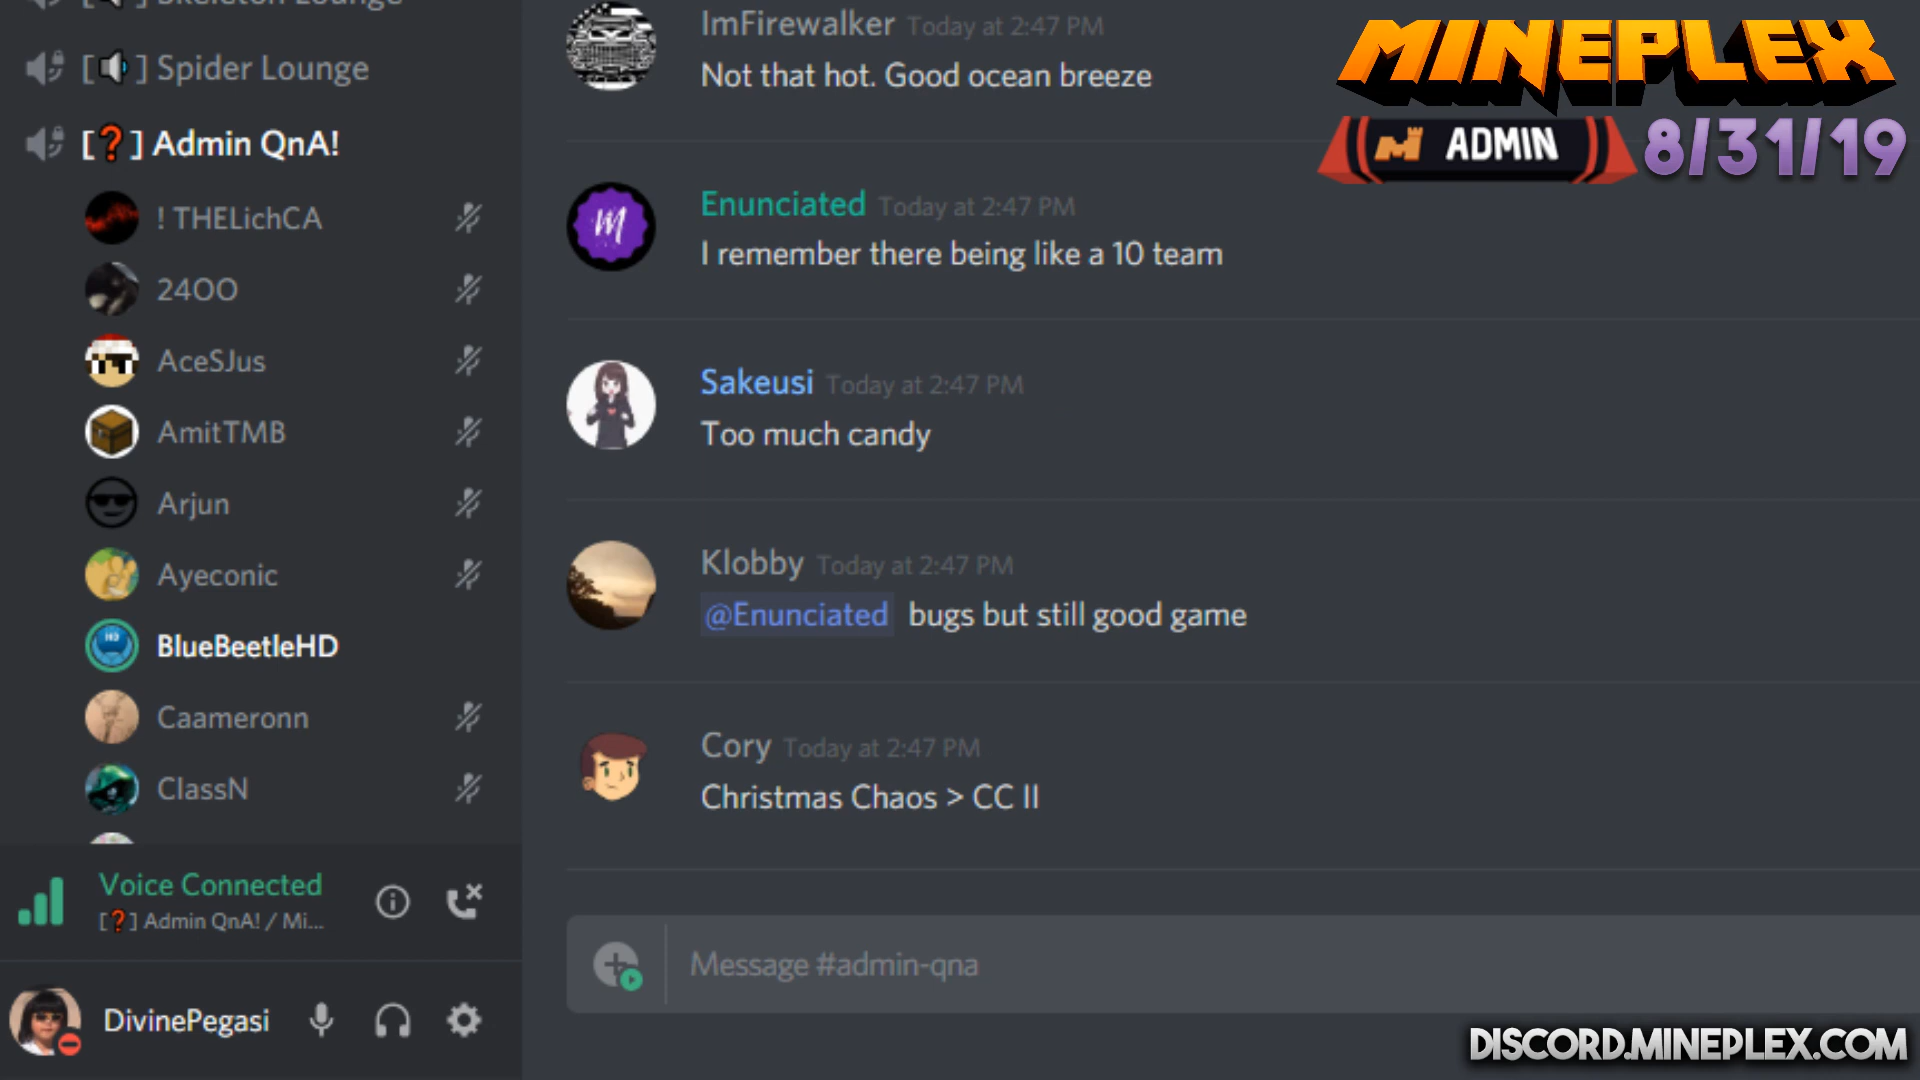 Skeleton Lounge
[🔈] Spider Lounge
[❓] Admin QnA!
! THELichCA
24OO
AceSJus
AmitTMB
Arjun
Ayeconic
BlueBeetleHD
Caameronn
ClassN
Voice Connected
[❓] Admin QnA! / Mi...
DivinePegasi
ImFirewalker Today at 2:47 PM
Not that hot. Good ocean breeze
Enunciated Today at 2:47 PM
I remember there being like a 10 team
Sakeusi Today at 2:47 PM
Too much candy
Klobby Today at 2:47 PM
@Enunciated bugs but still good game
Cory Today at 2:47 PM
Christmas Chaos > CC II
Message #admin-qna
MINEPLEX
ADMIN 8/31/19
DISCORD.MINEPLEX.COM